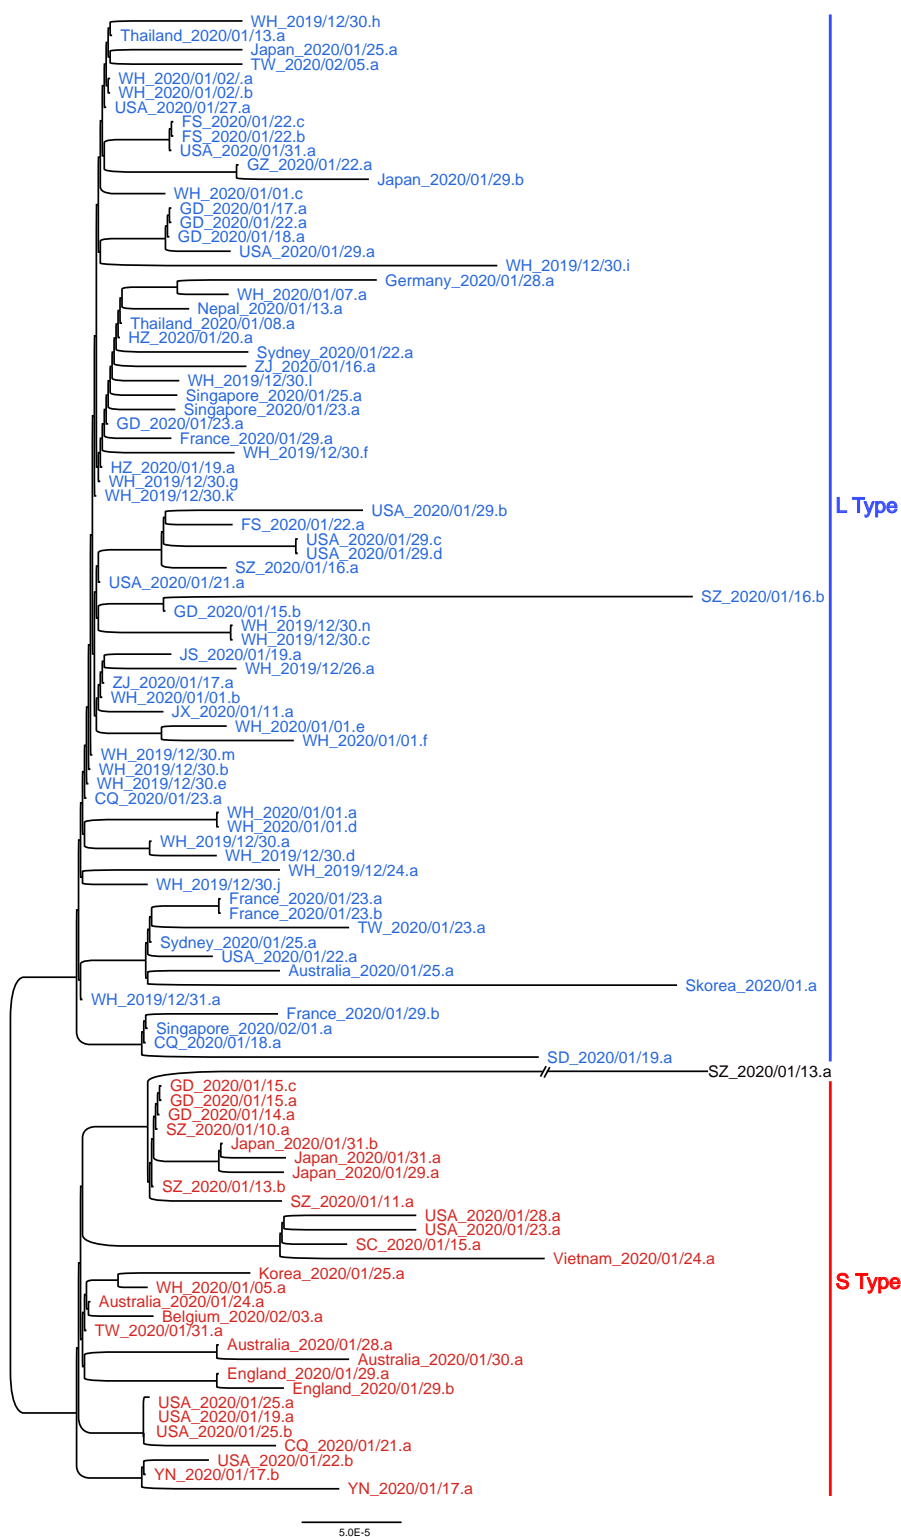 WH_2019/12/30.h
Thailand_2020/01/13.a
Japan_2020/01/25.a
TW_2020/02/05.a
WH_2020/01/02/.a
WH_2020/01/02/.b
USA_2020/01/27.a
FS_2020/01/22.c
FS_2020/01/22.b
USA_2020/01/31.a
GZ_2020/01/22.a
Japan_2020/01/29.b
WH_2020/01/01.c
GD_2020/01/17.a
GD_2020/01/22.a
GD_2020/01/18.a
USA_2020/01/29.a
WH_2019/12/30.i
Germany_2020/01/28.a
WH_2020/01/07.a
Nepal_2020/01/13.a
Thailand_2020/01/08.a
HZ_2020/01/20.a
Sydney_2020/01/22.a
ZJ_2020/01/16.a
WH_2019/12/30.l
Singapore_2020/01/25.a
Singapore_2020/01/23.a
GD_2020/01/23.a
France_2020/01/29.a
WH_2019/12/30.f
HZ_2020/01/19.a
WH_2019/12/30.g
WH_2019/12/30.k
L Type
USA_2020/01/29.b
FS_2020/01/22.a
USA_2020/01/29.c
USA_2020/01/29.d
SZ_2020/01/16.a
USA_2020/01/21.a
SZ_2020/01/16.b
GD_2020/01/15.b
WH_2019/12/30.n
WH_2019/12/30.c
JS_2020/01/19.a
WH_2019/12/26.a
ZJ_2020/01/17.a
WH_2020/01/01.b
JX_2020/01/11.a
WH_2020/01/01.e
WH_2020/01/01.f
WH_2019/12/30.m
WH_2019/12/30.b
WH_2019/12/30.e
CQ_2020/01/23.a
WH_2020/01/01.a
WH_2020/01/01.d
WH_2019/12/30.a
WH_2019/12/30.d
WH_2019/12/24.a
WH_2019/12/30.j
France_2020/01/23.a
France_2020/01/23.b
TW_2020/01/23.a
Sydney_2020/01/25.a
USA_2020/01/22.a
Australia_2020/01/25.a
Skorea_2020/01.a
WH_2019/12/31.a
France_2020/01/29.b
Singapore_2020/02/01.a
CQ_2020/01/18.a
SD_2020/01/19.a
SZ_2020/01/13.a
GD_2020/01/15.c
GD_2020/01/15.a
GD_2020/01/14.a
SZ_2020/01/10.a
Japan_2020/01/31.b
Japan_2020/01/31.a
Japan_2020/01/29.a
SZ_2020/01/13.b
SZ_2020/01/11.a
USA_2020/01/28.a
USA_2020/01/23.a
SC_2020/01/15.a
Vietnam_2020/01/24.a
Korea_2020/01/25.a
S Type
WH_2020/01/05.a
Australia_2020/01/24.a
Belgium_2020/02/03.a
TW_2020/01/31.a
Australia_2020/01/28.a
Australia_2020/01/30.a
England_2020/01/29.a
England_2020/01/29.b
USA_2020/01/25.a
USA_2020/01/19.a
USA_2020/01/25.b
CQ_2020/01/21.a
USA_2020/01/22.b
YN_2020/01/17.b
YN_2020/01/17.a
5.0E-5